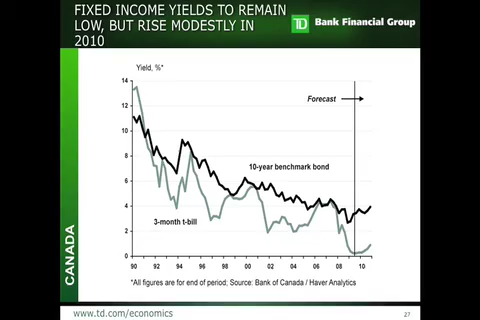 FIXED INCOME YIELDS TO REMAIN
LOW, BUT RISE MODESTLY IN
2010
TD Bank Financial Group
Yield, %*
14
12
10
8
6
4
2
0
Forecast
10-year benchmark bond
3-month t-bill
90 92 94 96 98 00 02 04 06 08 10
*All figures are for end of period; Source: Bank of Canada / Haver Analytics
CANADA
www.td.com/economics
27